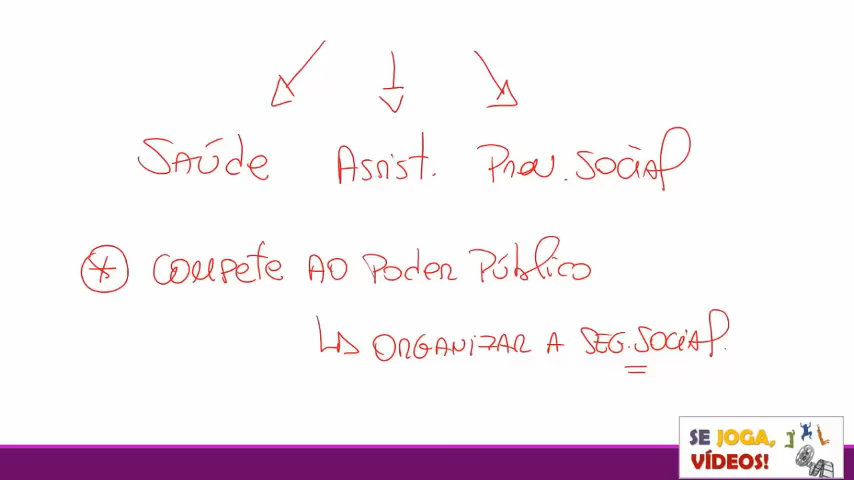 Saúde Assist. Prev. Social
* Compete ao Poder Público
↳ Organizar a Seg. Social.
SE JOGA,
VÍDEOS!